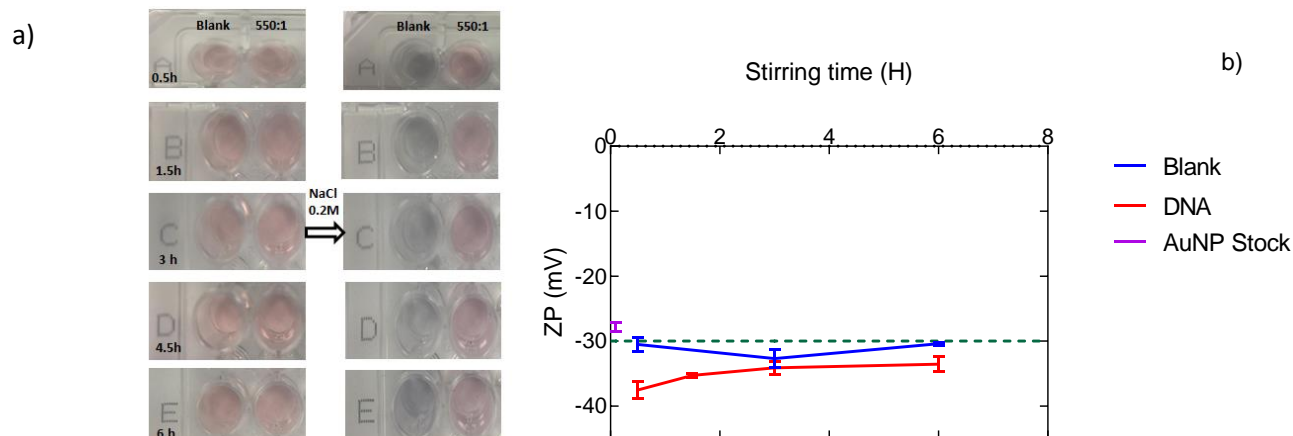 a)
Blank 550:1
A
0.5h
B
1.5h
C
3 h
D
4.5h
E
6 h
NaCl
0.2M
Blank 550:1
A
B
C
D
E
b)
Stirring time (H)
0 2 4 6 8
0
-10
-20
-30
-40
ZP (mV)
Blank
DNA
AuNP Stock